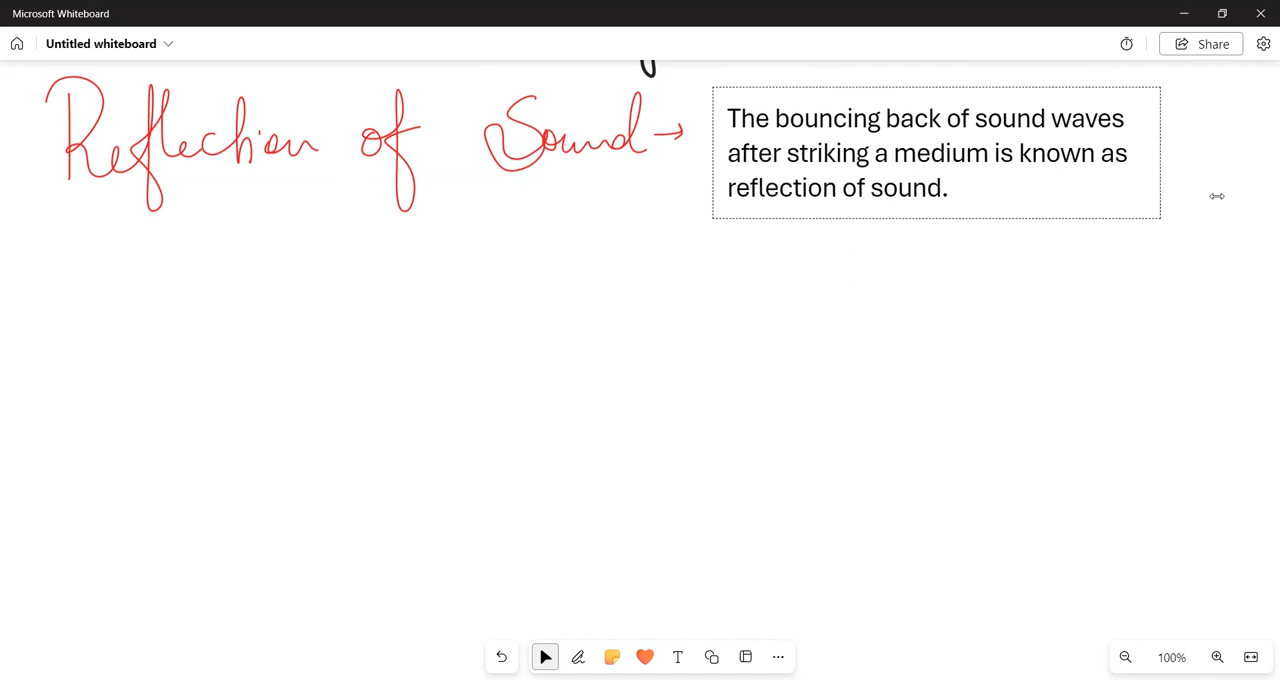 Microsoft Whiteboard
Untitled whiteboard
Share
Reflection of Sound →
The bouncing back of sound waves
after striking a medium is known as
reflection of sound.
T
100%